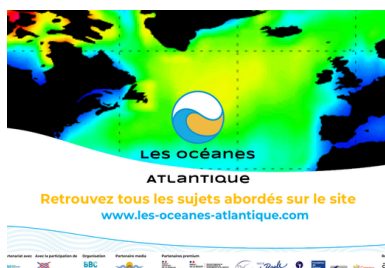 LES OCÉANES
ATLANTIQUE
Retrouvez tous les sujets abordés sur le site
www.les-oceanes-atlantique.com
Avec la participation de Organisation Partenaire media Partenaires premium